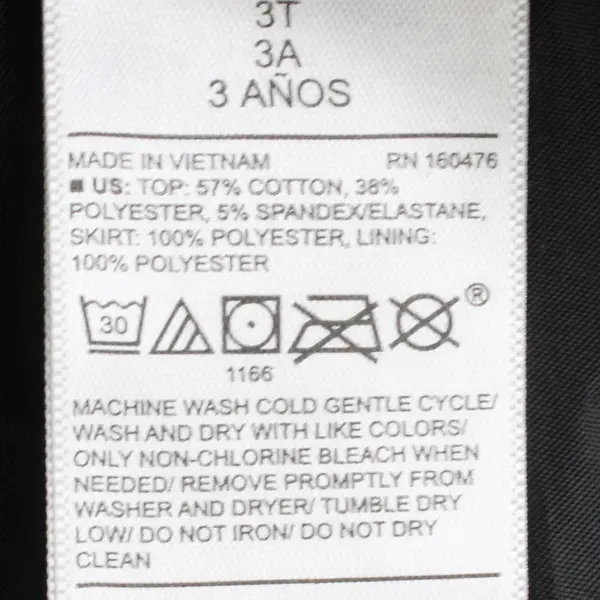 3T
3A
3 AÑOS
MADE IN VIETNAM RN 160476
■ US: TOP: 57% COTTON, 38%
POLYESTER, 5% SPANDEX/ELASTANE,
SKIRT: 100% POLYESTER, LINING:
100% POLYESTER
30 ®
1166
MACHINE WASH COLD GENTLE CYCLE/
WASH AND DRY WITH LIKE COLORS/
ONLY NON-CHLORINE BLEACH WHEN
NEEDED/ REMOVE PROMPTLY FROM
WASHER AND DRYER/ TUMBLE DRY
LOW/ DO NOT IRON/ DO NOT DRY
CLEAN